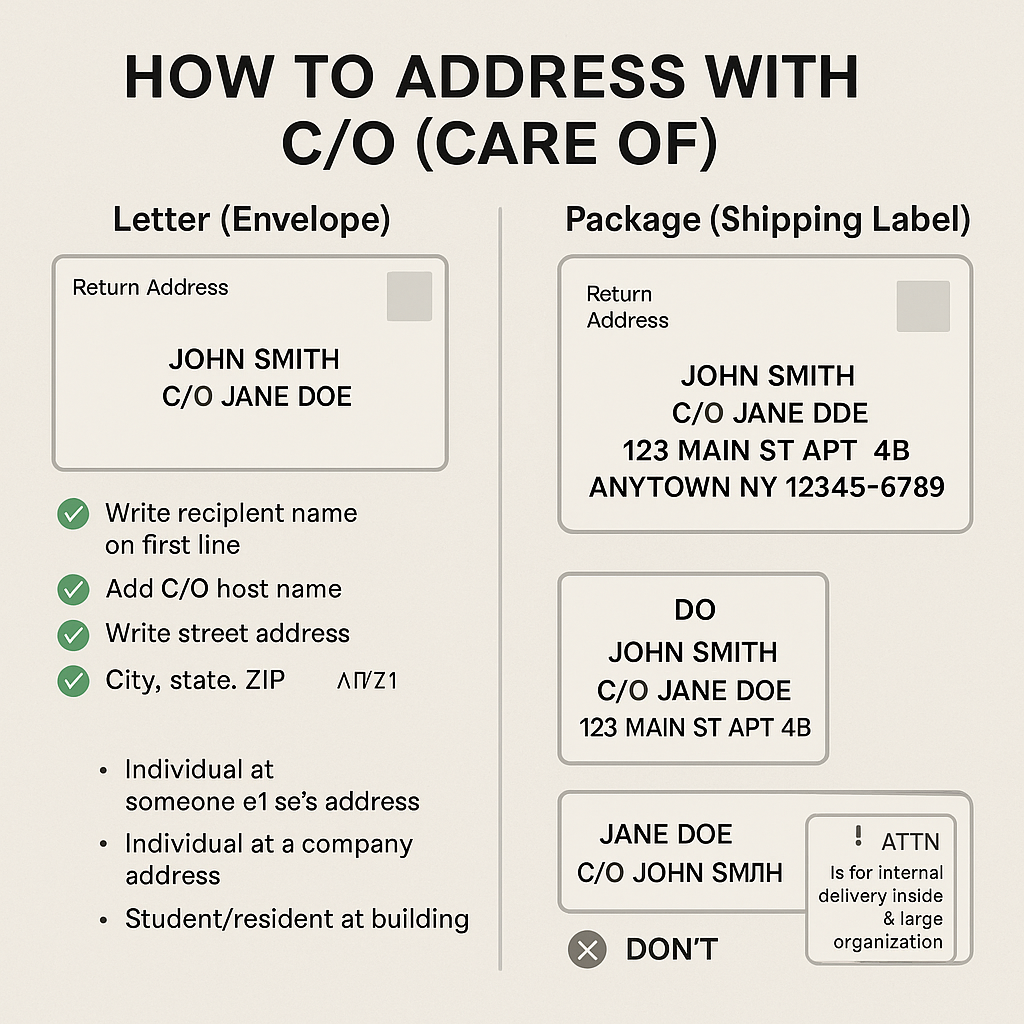 HOW TO ADDRESS WITH
C/O (CARE OF)
Letter (Envelope)
Return Address
JOHN SMITH
C/O JANE DOE
Write reciplent name
on first line
Add C/O host name
Write street address
City, state. ZIP
• Individual at
someone e1 se's address
• Individual at a company
address
• Student/resident at building
Package (Shipping Label)
Return
Address
JOHN SMITH
C/O JANE DDE
123 MAIN ST APT 4B
ANYTOWN NY 12345-6789
DO
JOHN SMITH
C/O JANE DOE
123 MAIN ST APT 4B
JANE DOE
C/O JOHN
DON'T
! ATTN
Is for internal
delivery inside
& large
organization